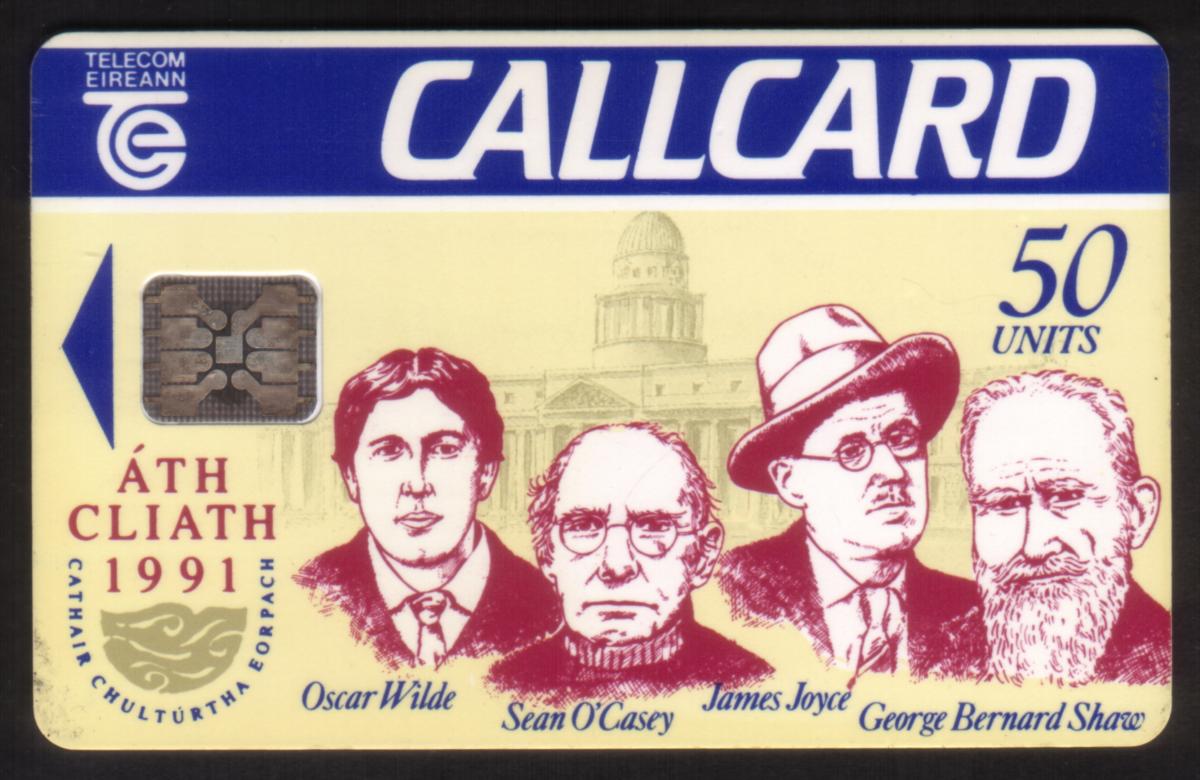 TELECOM
EIREANN
CALLCARD
50
UNITS
ÁTH
CLIATH
1991
CATHAIR CHULTÚRTHA EORPACH
Oscar Wilde
Sean O'Casey
James Joyce
George Bernard Shaw